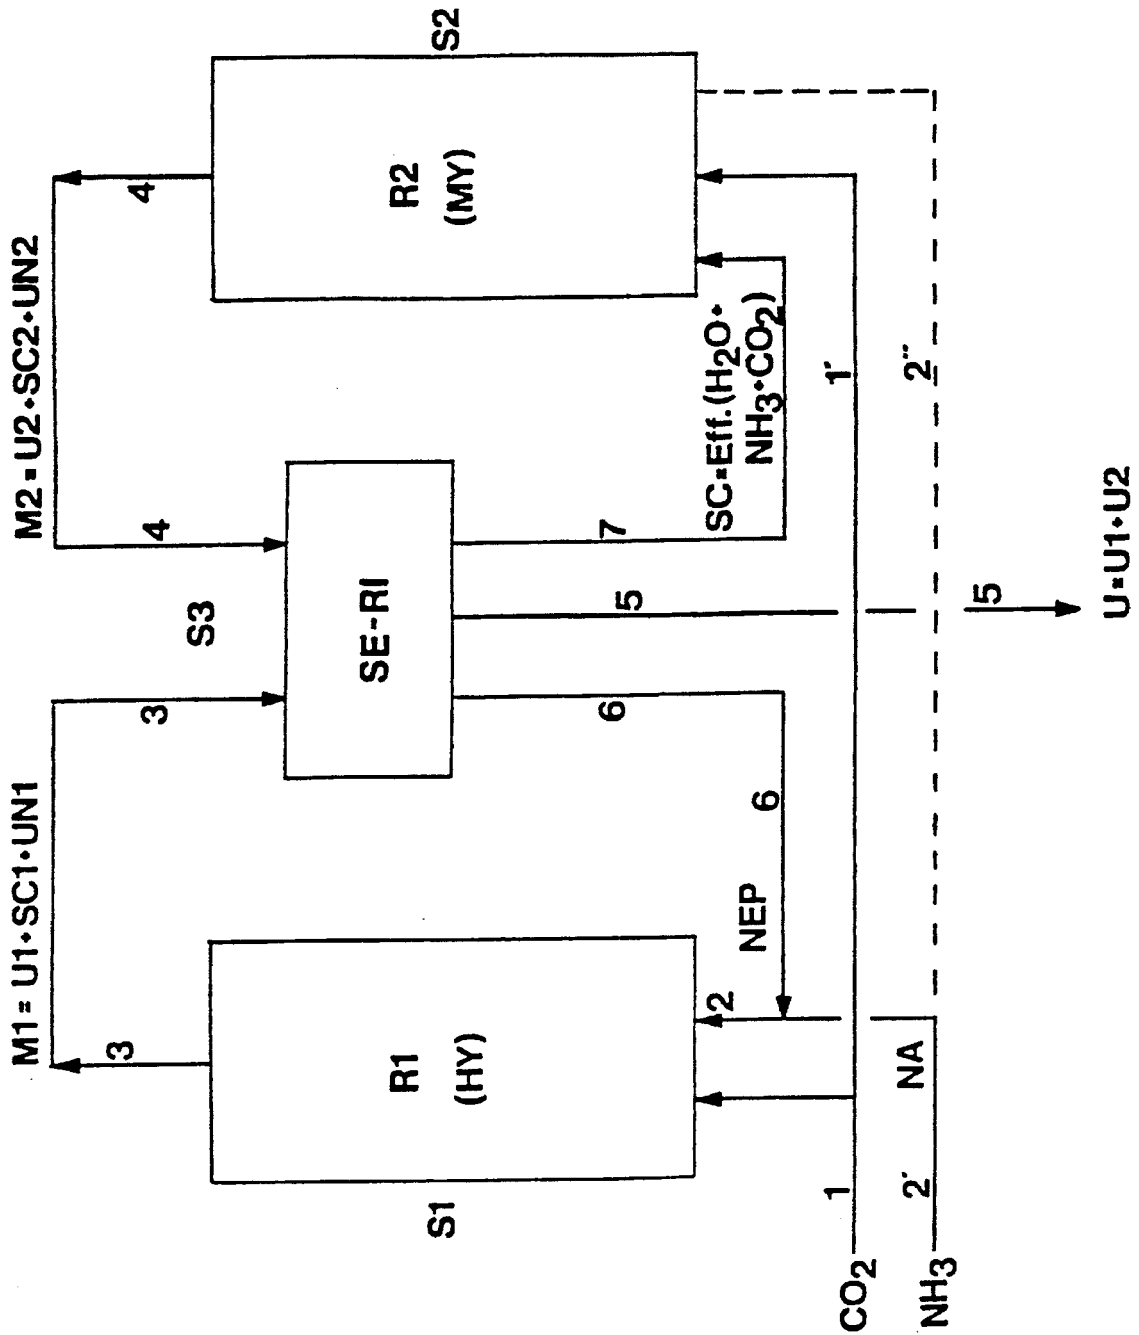 M1 = U1+SC1+UN1
M2 = U2+SC2+UN2
3
4
3
S3
4
S1
R1
(HY)
SE-RI
R2
(MY)
S2
2
6
5
7
SC=Eff.(H2O+
NH3+CO2)
NEP
6
1
1'
2'
NA
2''
CO2
NH3
5
U=U1+U2